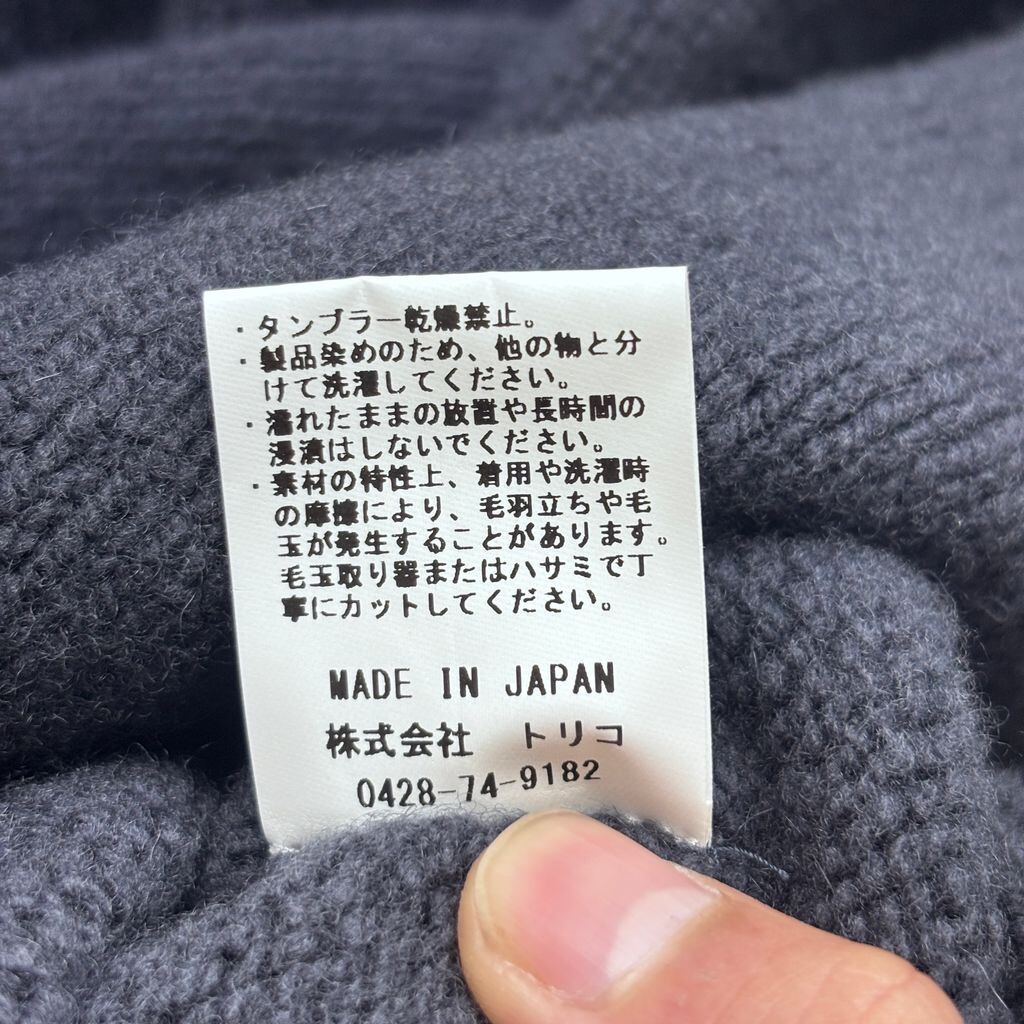 ・タンブラー乾燥禁止。
・製品染めのため、他の物と分
けて洗濯してください。
・濡れたままの放置や長時間の
浸漬はしないでください。
・素材の特性上、着用や洗濯時
の摩擦により、毛羽立ちや毛
玉が発生することがあります。
毛玉取り器またはハサミで丁
寧にカットしてください。
MADE IN JAPAN
株式会社 トリコ
0428-74-9182